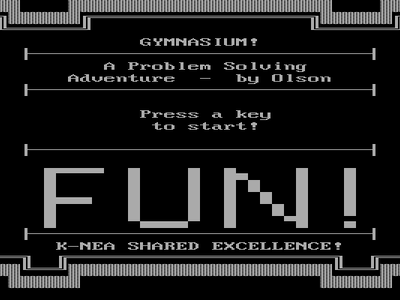 GYMNASIUM!
A Problem Solving
Adventure - by Olson
Press a key
to start!
FUN!
K-NEA SHARED EXCELLENCE!